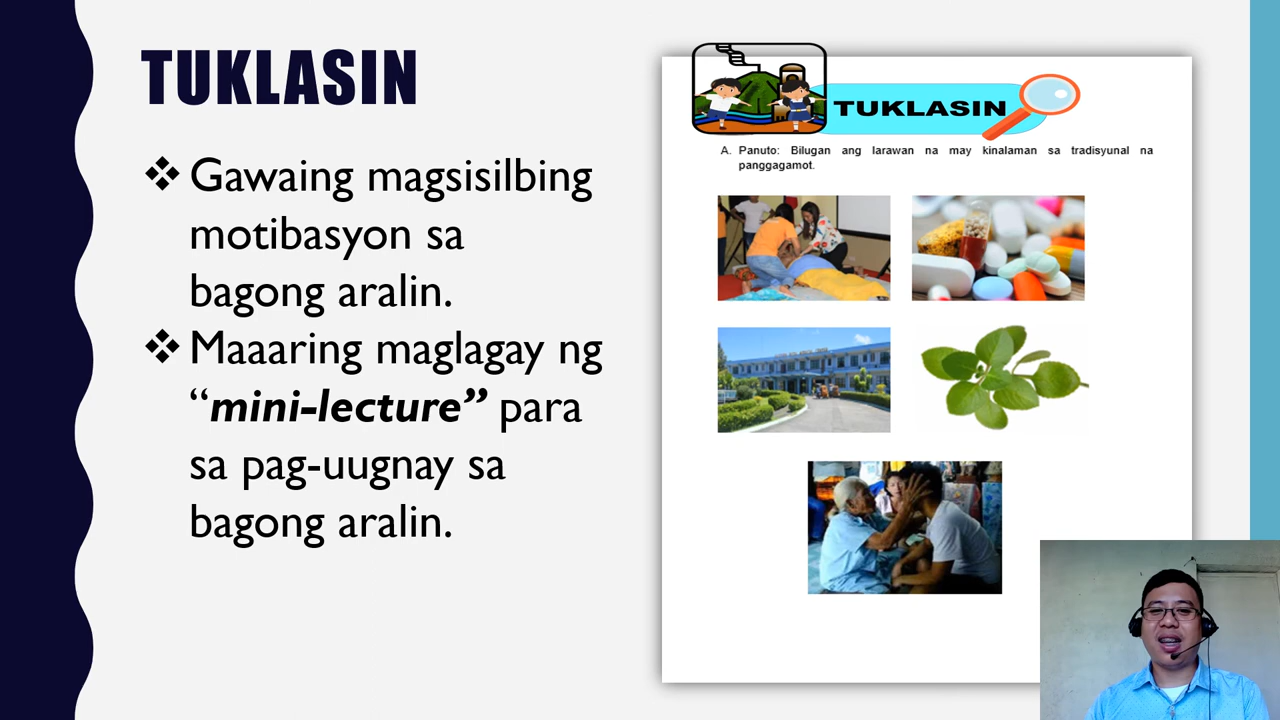 TUKLASIN
❖ Gawaing magsisilbing
motibasyon sa
bagong aralin.
❖ Maaaring maglagay ng
“mini-lecture” para
sa pag-uugnay sa
bagong aralin.
TUKLASIN
A. Panuto: Bilugan ang larawan na may kinalaman sa tradisyunal na
panggagamot.